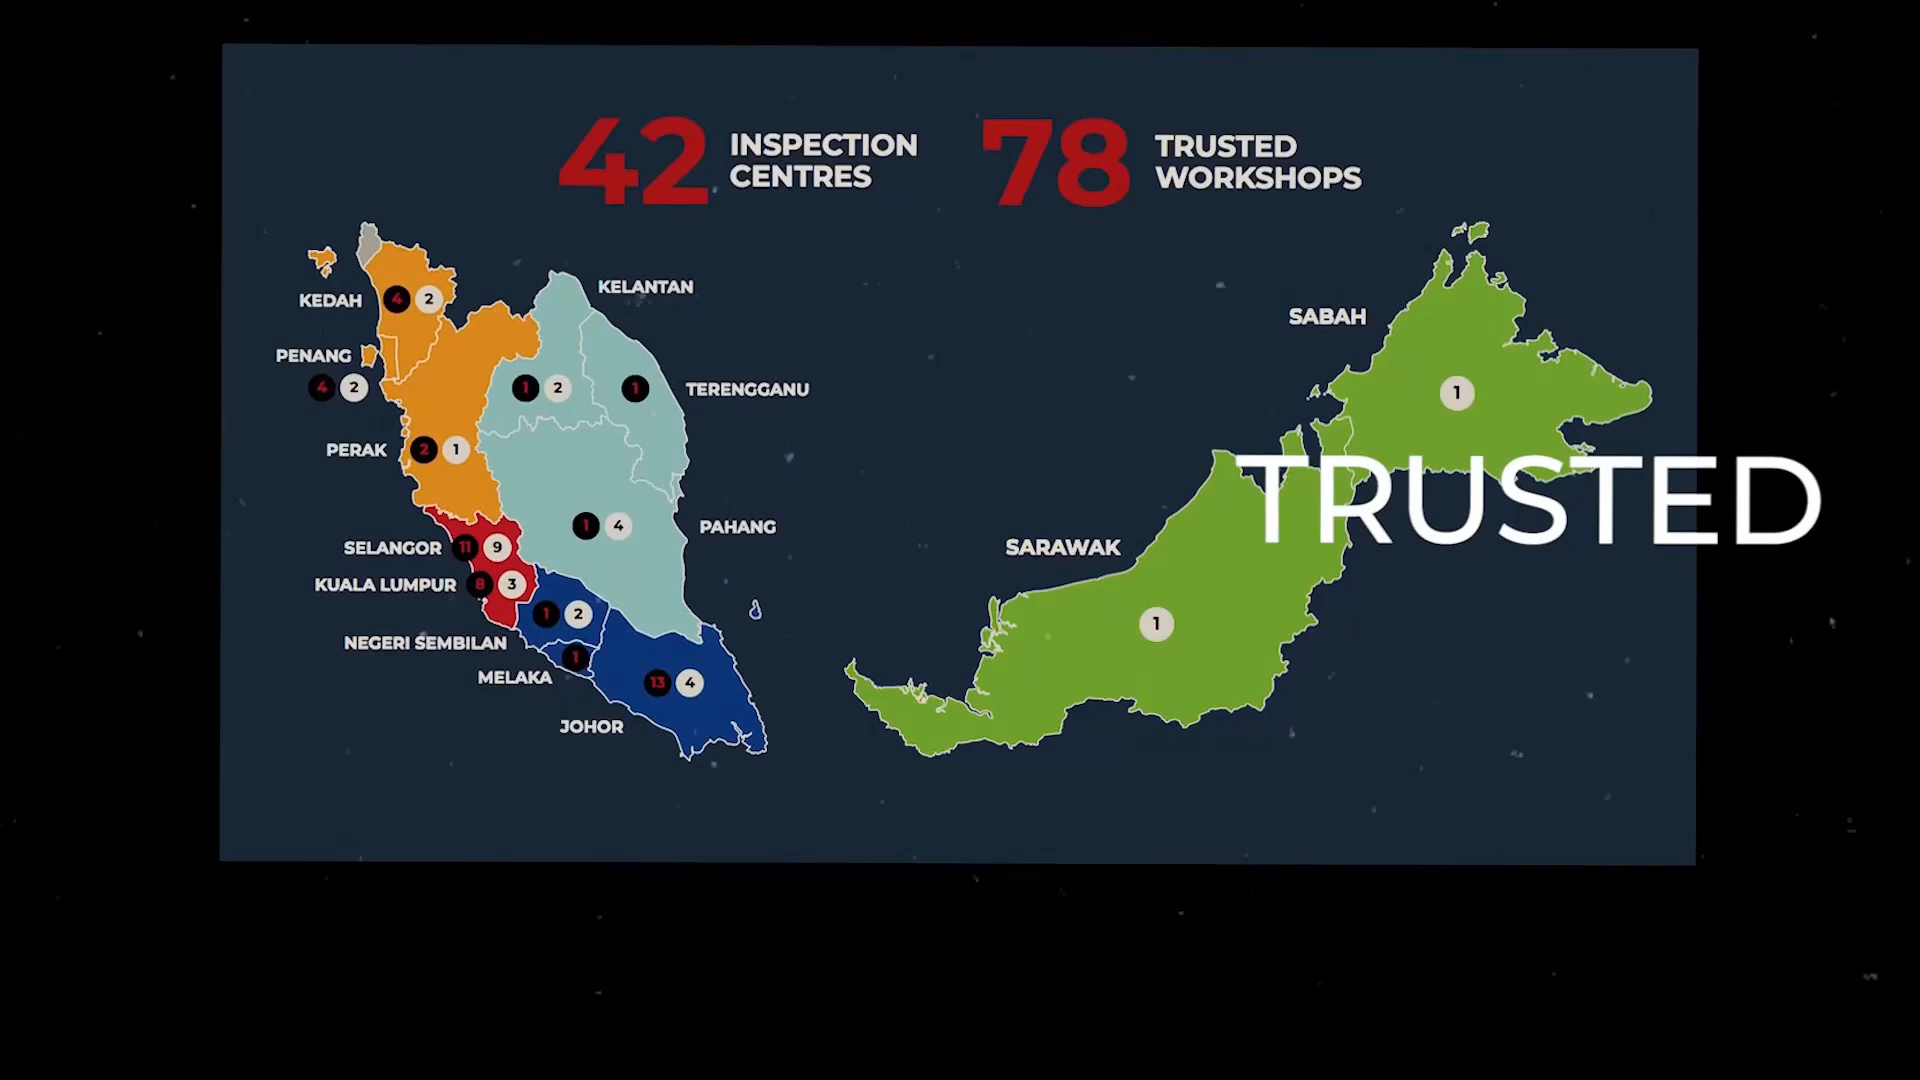 42 INSPECTION
CENTRES
78 TRUSTED
WORKSHOPS
KELANTAN
KEDAH 4 2
SABAH
PENANG
4 2
1 2
1 TERENGGANU
1
PERAK 2 1
TRUSTED
1 4 PAHANG
SELANGOR 11 9
SARAWAK
KUALA LUMPUR 8 3
1 2
1
NEGERI SEMBILAN
MELAKA 1
13 4
JOHOR